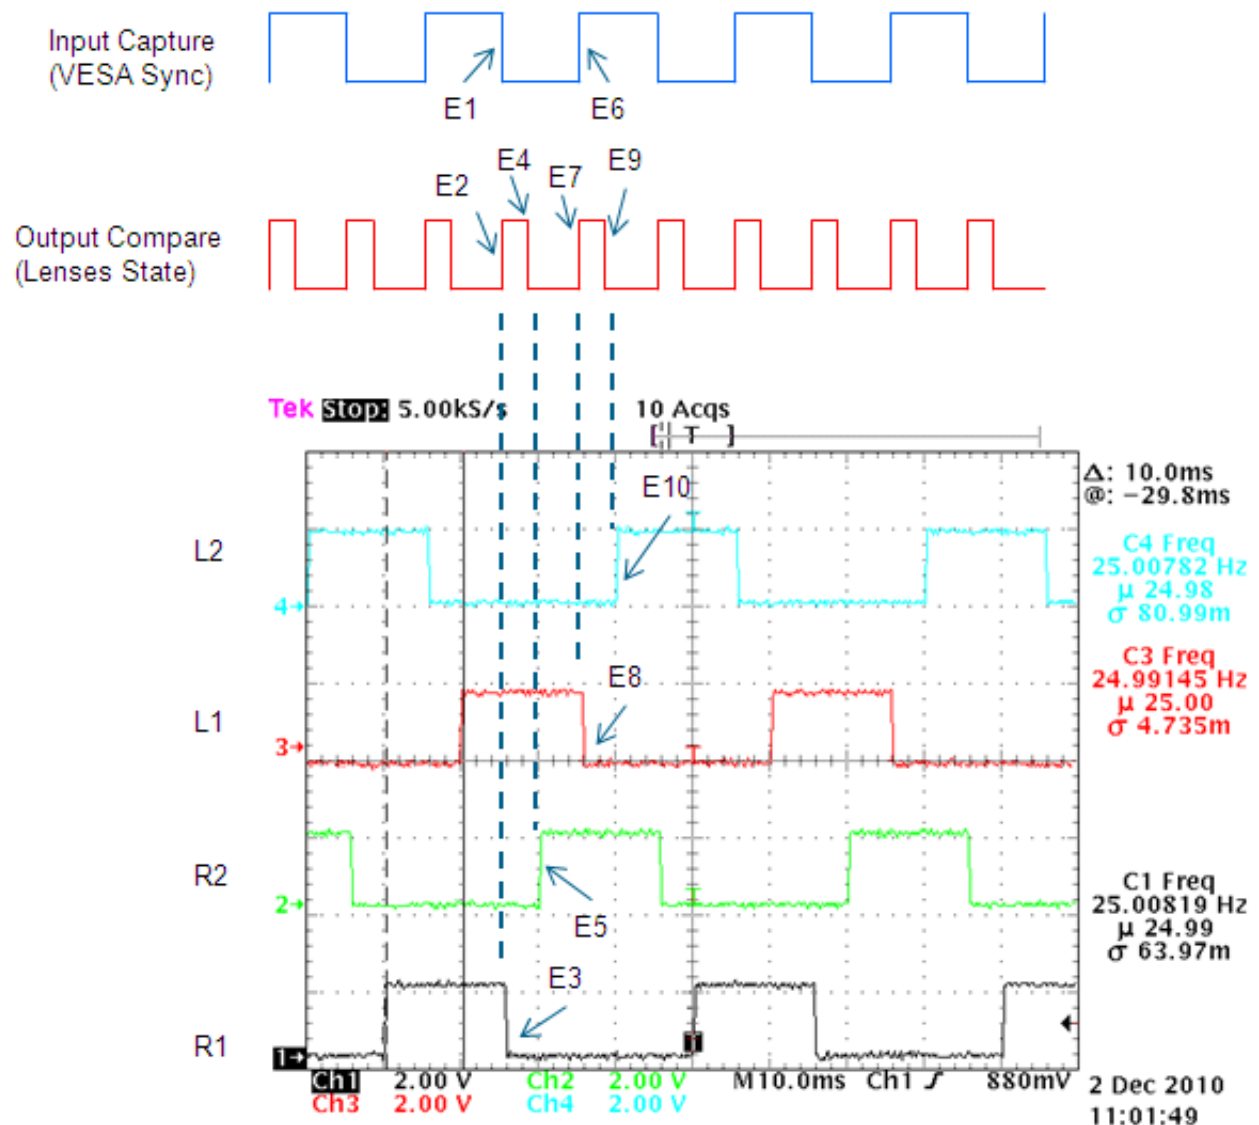 Input Capture
(VESA Sync)
E1
E6
E4
E9
E7
E2
Output Compare
(Lenses State)
Tek Stop: 5.00kS/s 10 Acqs
[ T ]
Δ: 10.0ms
@: −29.8ms
E10
L2
C4 Freq
25.00782 Hz
μ 24.98
σ 80.99m
4
C3 Freq
24.99145 Hz
μ 25.00
σ 4.735m
E8
L1
3
R2
2
E5
C1 Freq
25.00819 Hz
μ 24.99
σ 63.97m
E3
R1
1
T
Ch1 2.00 V Ch2 2.00 V M10.0ms Ch1 ʃ 880mV
Ch3 2.00 V Ch4 2.00 V
2 Dec 2010
11:01:49